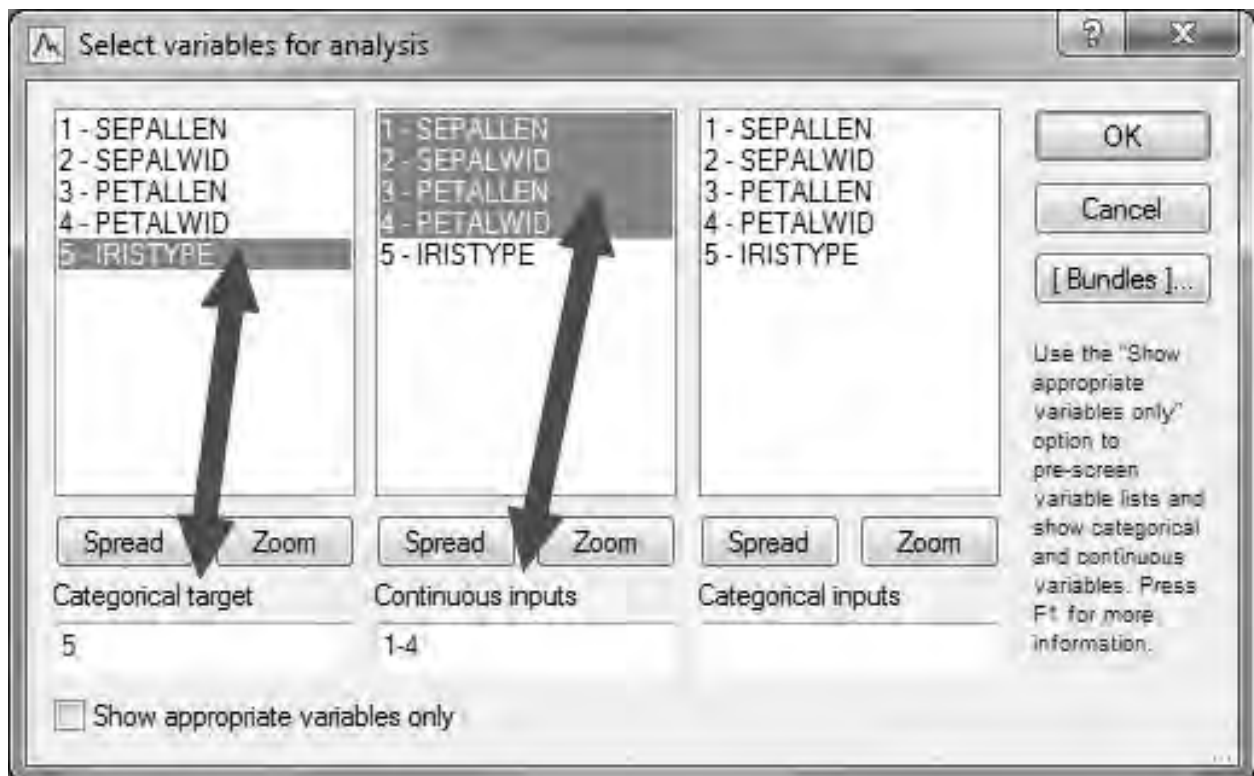 Select variables for analysis
1 - SEPALLEN
2 - SEPALWID
3 - PETALLEN
4 - PETALWID
5 - IRISTYPE
1 - SEPALLEN
2 - SEPALWID
3 - PETALLEN
4 - PETALWID
5 - IRISTYPE
1 - SEPALLEN
2 - SEPALWID
3 - PETALLEN
4 - PETALWID
5 - IRISTYPE
OK
Cancel
[ Bundles ]...
Use the "Show
appropriate
variables only"
option to
pre-screen
variable lists and
show categorical
and continuous
variables. Press
F1 for more
information.
Spread
Zoom
Spread
Zoom
Spread
Zoom
Categorical target
Continuous inputs
Categorical inputs
5
1-4
Show appropriate variables only